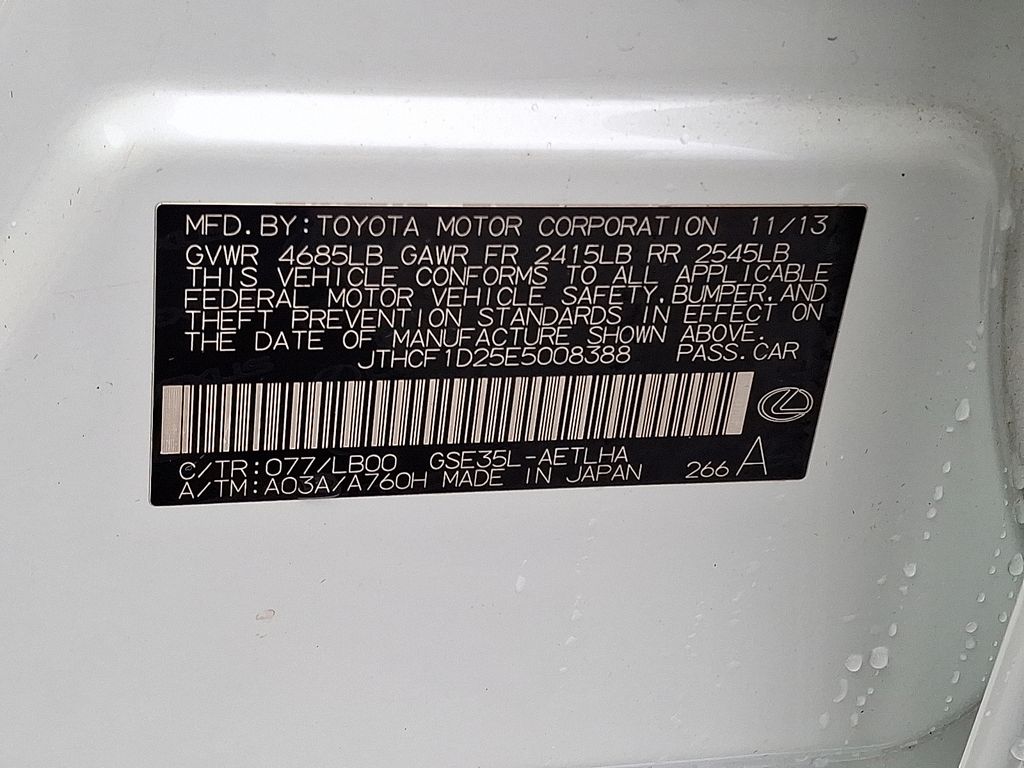 MFD. BY: TOYOTA MOTOR CORPORATION 11/13
GVWR 4685LB GAWR FR 2415LB RR 2545LB
THIS VEHICLE CONFORMS TO ALL APPLICABLE
FEDERAL MOTOR VEHICLE SAFETY, BUMPER, AND
THEFT PREVENTION STANDARDS IN EFFECT ON
THE DATE OF MANUFACTURE SHOWN ABOVE.
JTHCF1D25E5008388 PASS. CAR
C/TR: 077/LB00 GSE35L-AETLHA
A/TM: A03A/A760H MADE IN JAPAN 266 A